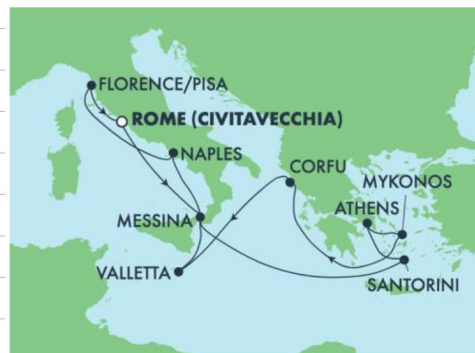 FLORENCE/PISA
ROME (CIVITAVECCHIA)
NAPLES
CORFU
MYKONOS
ATHENS
MESSINA
VALLETTA
SANTORINI